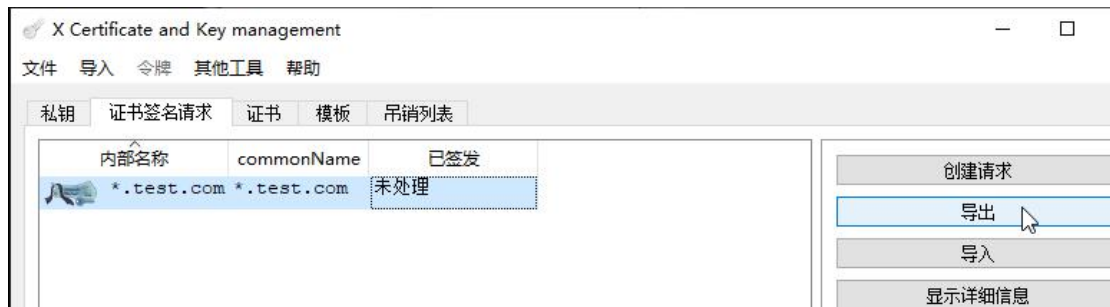 X Certificate and Key management
文件 导入 令牌 其他工具 帮助
私钥 证书签名请求 证书 模板 吊销列表
内部名称 commonName 已签发
*.test.com *.test.com 未处理
创建请求
导出
导入
显示详细信息